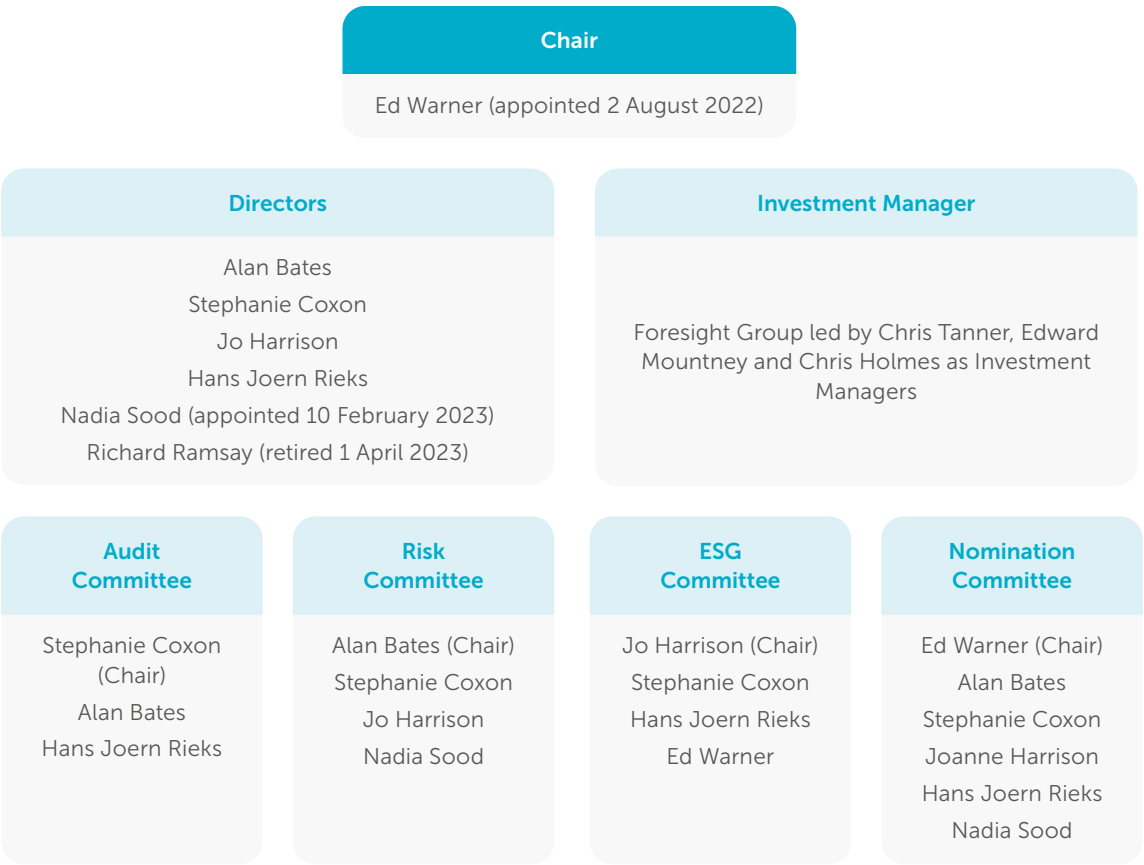 Chair
Ed Warner (appointed 2 August 2022)
Directors
Alan Bates
Stephanie Coxon
Jo Harrison
Hans Joern Rieks
Nadia Sood (appointed 10 February 2023)
Richard Ramsay (retired 1 April 2023)
Investment Manager
Foresight Group led by Chris Tanner, Edward
Mountney and Chris Holmes as Investment
Managers
Audit
Committee
Stephanie Coxon
(Chair)
Alan Bates
Hans Joern Rieks
Risk
Committee
Alan Bates (Chair)
Stephanie Coxon
Jo Harrison
Nadia Sood
ESG
Committee
Jo Harrison (Chair)
Stephanie Coxon
Hans Joern Rieks
Ed Warner
Nomination
Committee
Ed Warner (Chair)
Alan Bates
Stephanie Coxon
Joanne Harrison
Hans Joern Rieks
Nadia Sood